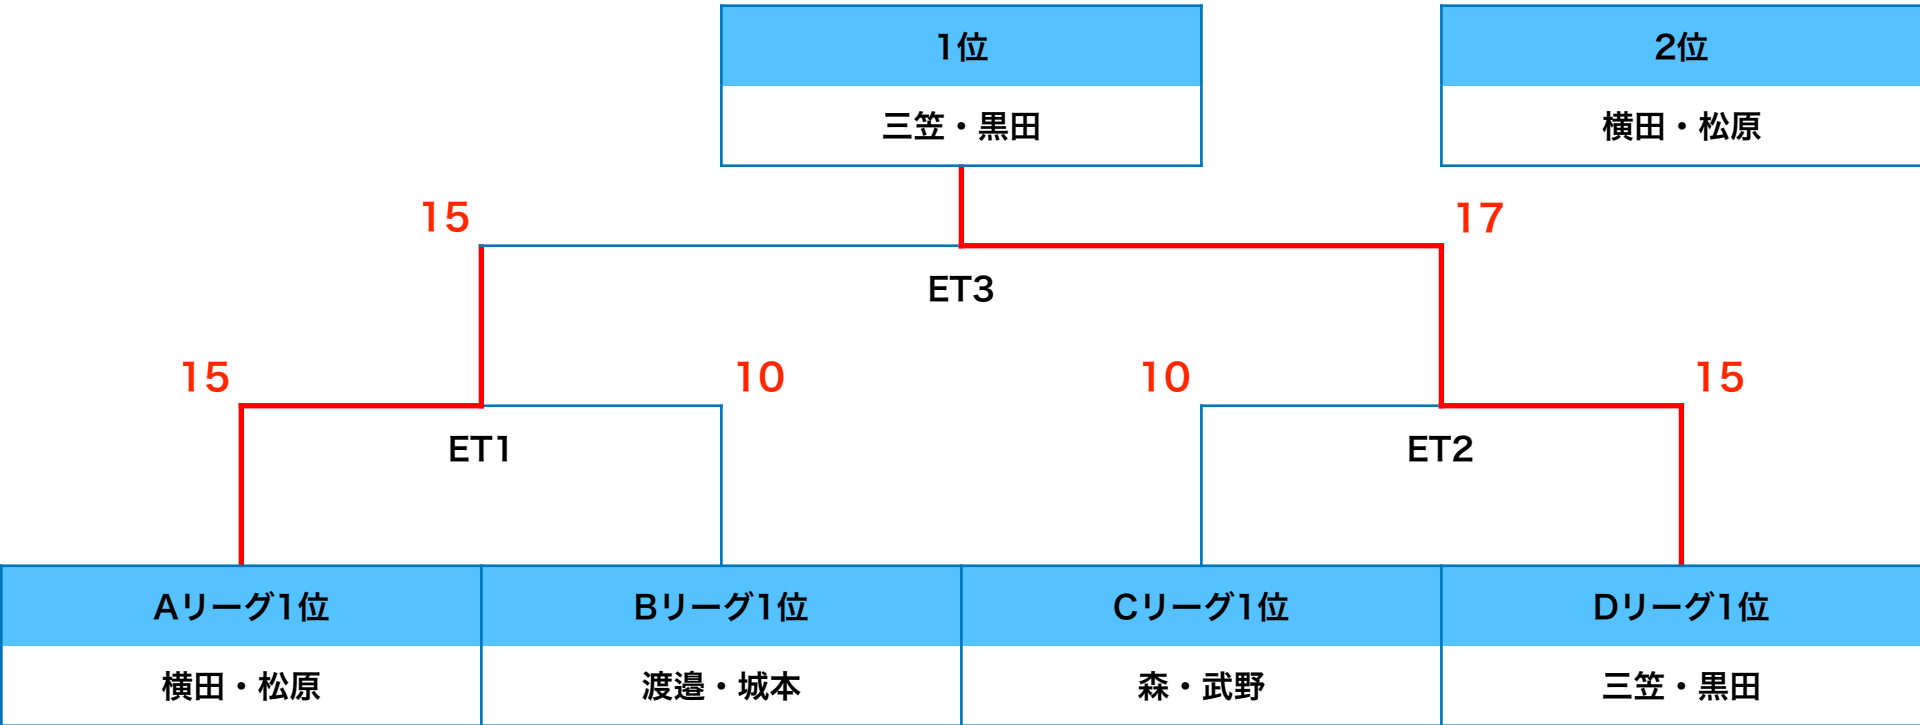 1位
2位
三笠・黒田
横田・松原
15
17
ET3
15
10
10
15
ET1
ET2
Aリーグ1位
Bリーグ1位
Cリーグ1位
Dリーグ1位
横田・松原
渡邉・城本
森・武野
三笠・黒田